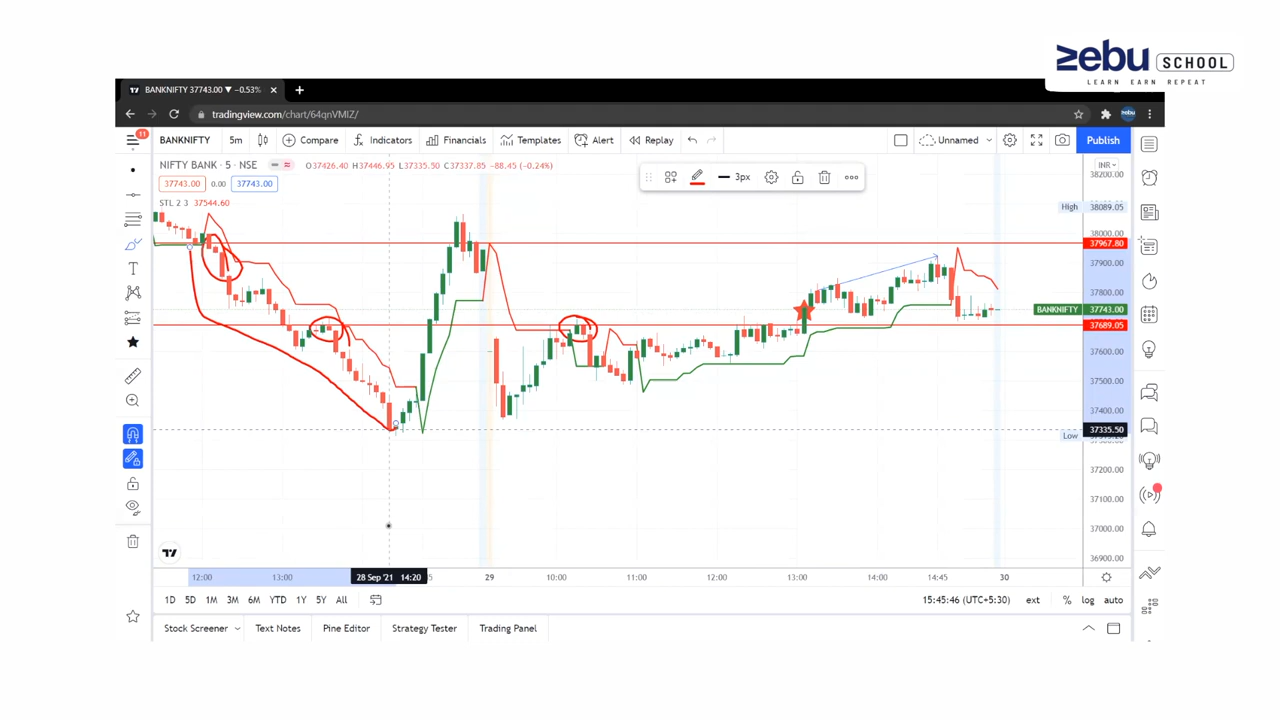 zebu SCHOOL
LEARN EARN REPEAT
BANKNIFTY 37743.00 ▼ −0.53%
tradingview.com/chart/64qnVMIZ/
11
BANKNIFTY 5m Compare Indicators Financials Templates Alert Replay Unnamed Publish
NIFTY BANK · 5 · NSE O37426.40 H37446.95 L37335.50 C37337.85 −88.45 (−0.24%)
INR
3px
37743.00 0.00 37743.00
STL 2 3 37544.60
38200.00
High 38089.05
38000.00
37967.80
37900.00
37800.00
BANKNIFTY 37743.00
37689.05
37600.00
37500.00
37400.00
37335.50
Low
37200.00
37100.00
37000.00
36900.00
12:00 13:00 28 Sep '21 14:20 29 10:00 11:00 12:00 13:00 14:00 14:45 30
1D 5D 1M 3M 6M YTD 1Y 5Y All 15:45:46 (UTC+5:30) ext % log auto
Stock Screener Text Notes Pine Editor Strategy Tester Trading Panel